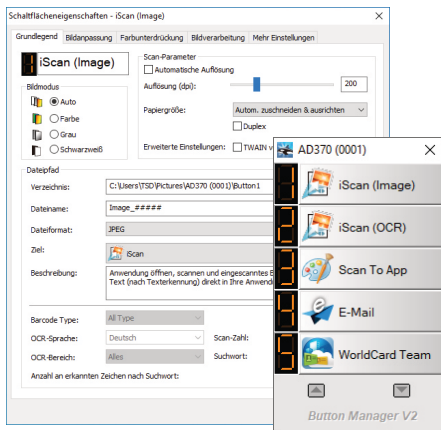 Schaltflächeneigenschaften - iScan (Image)
Grundlegend Bildanpassung Farbunterdrückung Bildverarbeitung Mehr Einstellungen
1 iScan (Image)
Bildmodus
Auto
Farbe
Grau
Schwarzweiß
Scan-Parameter
Automatische Auflösung
Auflösung (dpi): 200
Papiergröße: Autom. zuschneiden & ausrichten
Duplex
Erweiterte Einstellungen: TWAIN v
Dateipfad
Verzeichnis: C:\Users\TSD\Pictures\AD370 (0001)\Button1
Dateiname: Image_#####
Dateiformat: JPEG
Ziel: iScan
Beschreibung: Anwendung öffnen, scannen und eingescanntes B
Text (nach Texterkennung) direkt in Ihre Anwend
Barcode Type: All Type
OCR-Sprache: Deutsch Scan-Zahl:
OCR-Bereich: Alles Suchwort:
Anzahl an erkannten Zeichen nach Suchwort:
AD370 (0001)
1 iScan (Image)
2 iScan (OCR)
3 Scan To App
4 E-Mail
5 WorldCard Team
Button Manager V2